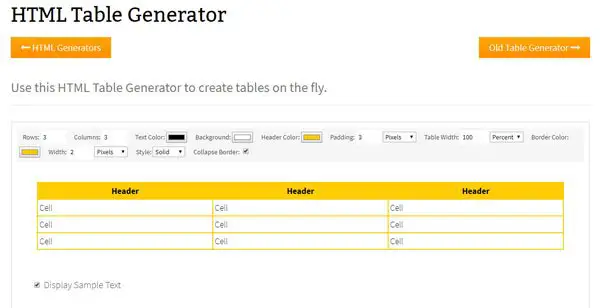 HTML Table Generator
⟸ HTML Generators
Old Table Generator ⟹
Use this HTML Table Generator to create tables on the fly.
Rows: 3 Columns: 3 Text Color: Background: Header Color: Padding: 3 Pixels Table Width: 100 Percent Border Color:
Width: 2 Pixels Style: Solid Collapse Border:
Header Header Header
Cell Cell Cell
Cell Cell Cell
Cell Cell Cell
Display Sample Text